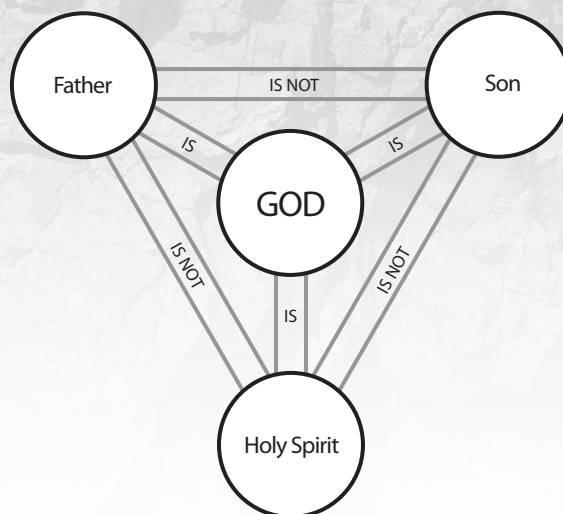 Father
IS NOT
Son
IS
IS
GOD
IS NOT
IS NOT
IS
Holy Spirit